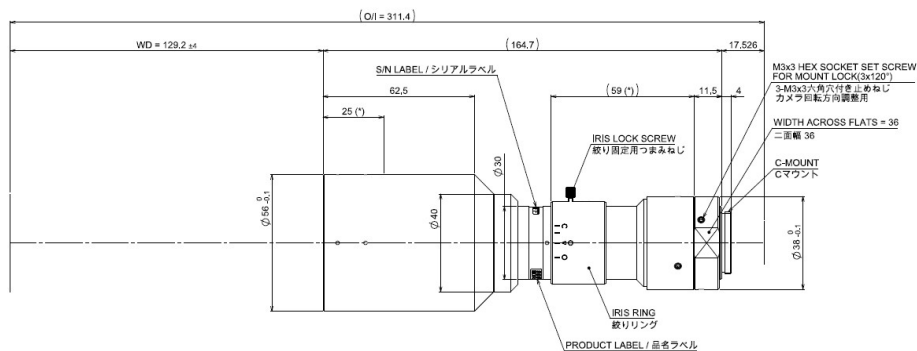 ( O/I = 311.4 )
WD = 129,2 ±4
(164,7)
17,526
S/N LABEL / シリアルラベル
M3x3 HEX SOCKET SET SCREW
FOR MOUNT LOCK(3x120°)
3-M3x3六角穴付き止めねじ
カメラ回転方向調整用
62,5
(59 (*))
11,5
4
25 (*)
WIDTH ACROSS FLATS = 36
二面幅 36
IRIS LOCK SCREW
絞り固定用つまみねじ
C-MOUNT
Cマウント
Ø30
Ø56 0 -0,1
Ø40
Ø38 0 -0,1
IRIS RING
絞りリング
PRODUCT LABEL / 品名ラベル